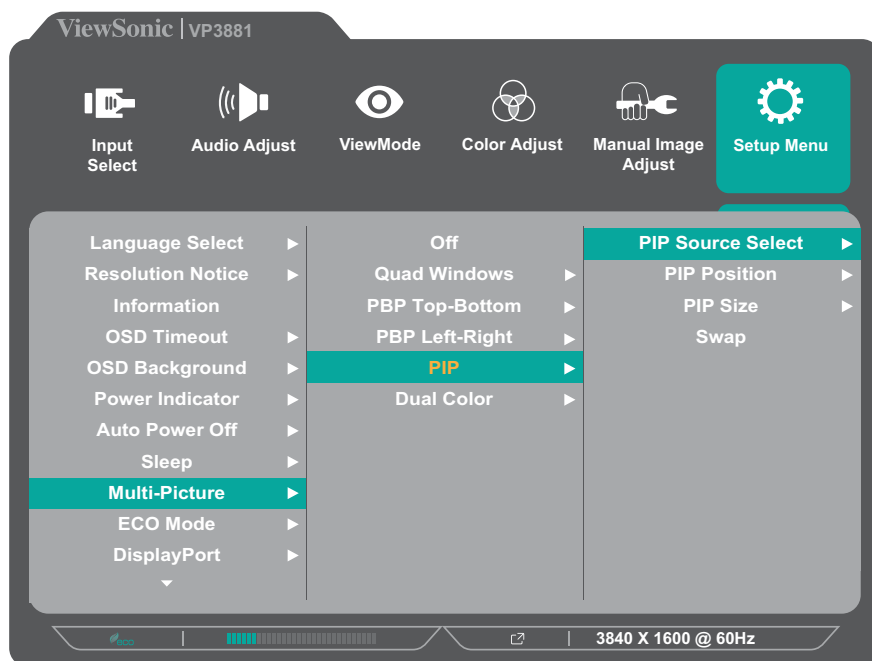 ViewSonic | VP3881
Input Select
Audio Adjust
ViewMode
Color Adjust
Manual Image Adjust
Setup Menu
Language Select
Resolution Notice
Information
OSD Timeout
OSD Background
Power Indicator
Auto Power Off
Sleep
Multi-Picture
ECO Mode
DisplayPort
Off
Quad Windows
PBP Top-Bottom
PBP Left-Right
PIP
Dual Color
PIP Source Select
PIP Position
PIP Size
Swap
eco
3840 X 1600 @ 60Hz